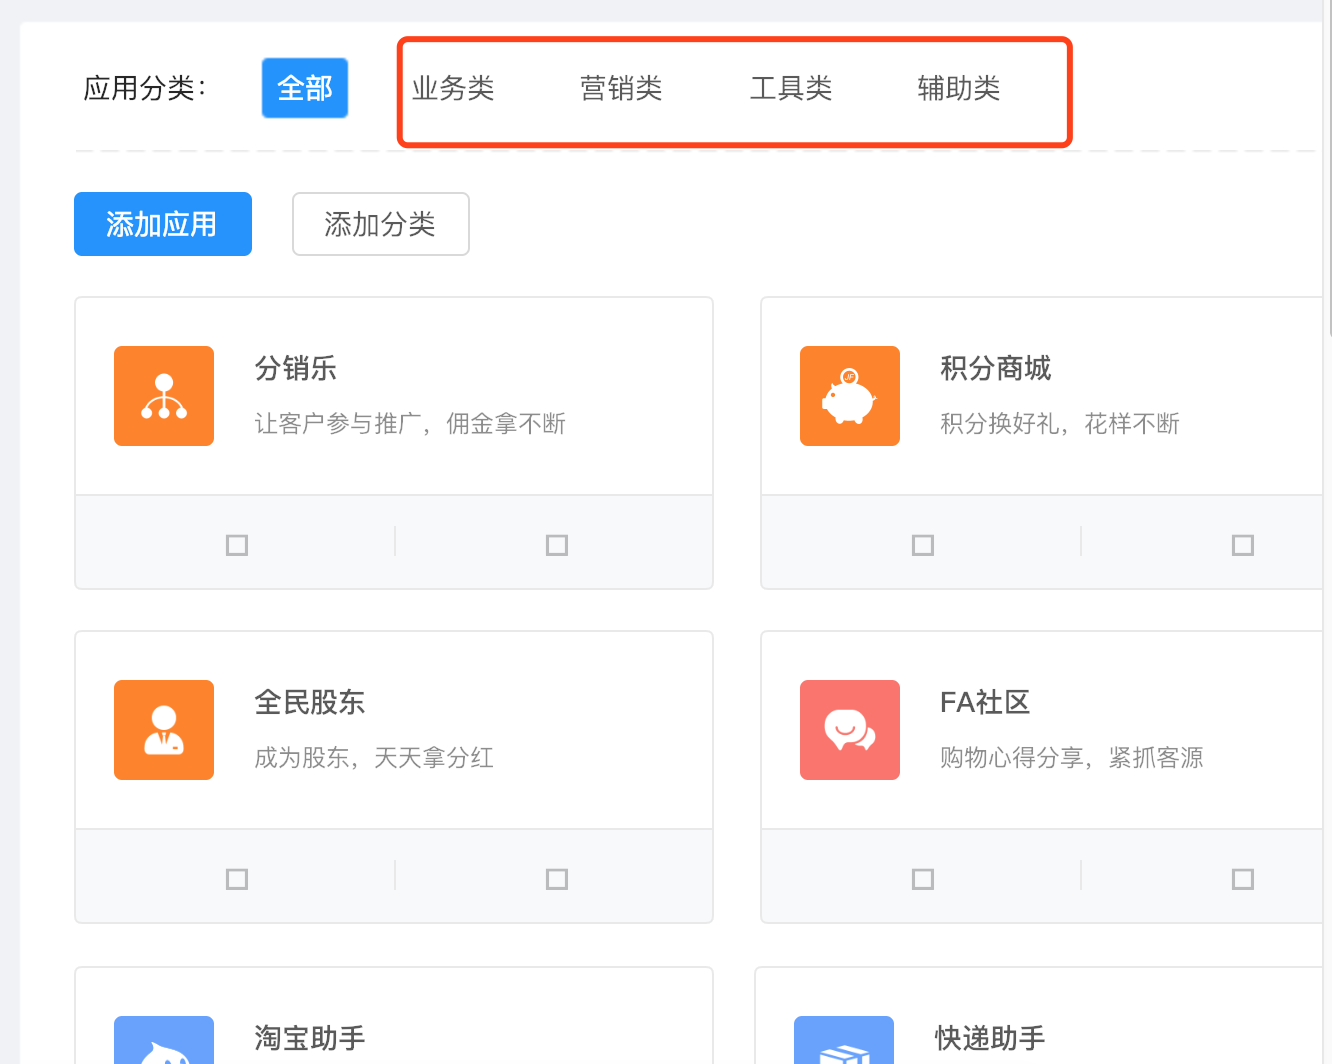 应用分类： 全部 业务类 营销类 工具类 辅助类
添加应用 添加分类
分销乐
让客户参与推广，佣金拿不断
积分商城
积分换好礼，花样不断
全民股东
成为股东，天天拿分红
FA社区
购物心得分享，紧抓客源
淘宝助手
快递助手